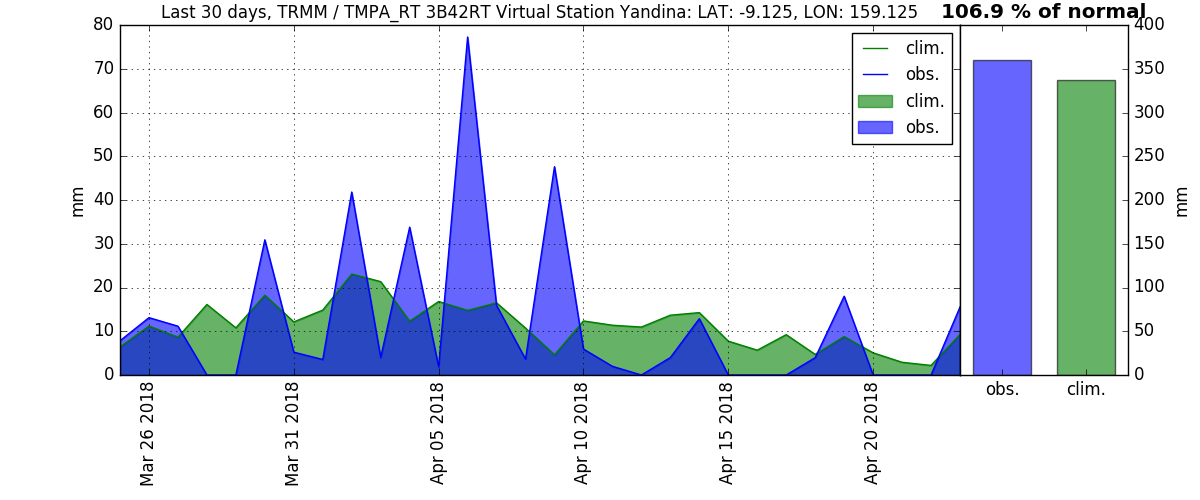 Last 30 days, TRMM / TMPA_RT 3B42RT Virtual Station Yandina: LAT: -9.125, LON: 159.125
106.9 % of normal
80
70
60
50
40
30
20
10
0
mm
clim.
obs.
clim.
obs.
400
350
300
250
200
150
100
50
0
mm
Mar 26 2018
Mar 31 2018
Apr 05 2018
Apr 10 2018
Apr 15 2018
Apr 20 2018
obs.
clim.